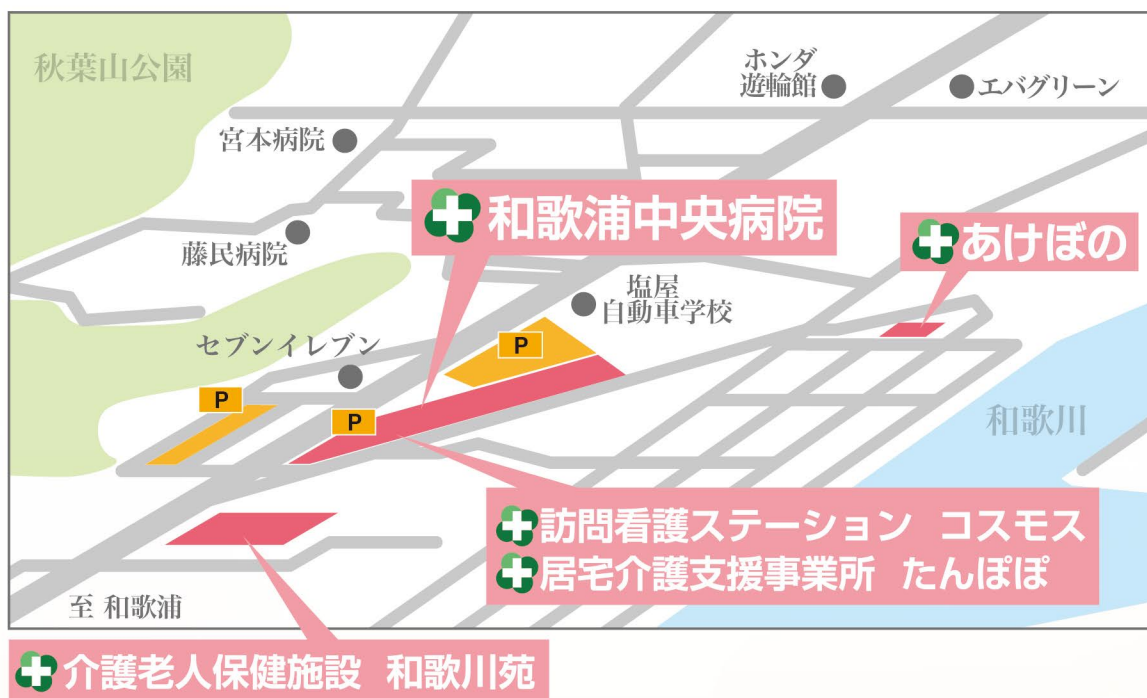 秋葉山公園
ホンダ
遊輪館
エバグリーン
宮本病院
和歌浦中央病院
あけぼの
藤民病院
塩屋
自動車学校
セブンイレブン
P
P
P
和歌川
訪問看護ステーション コスモス
居宅介護支援事業所 たんぽぽ
至 和歌浦
介護老人保健施設 和歌川苑